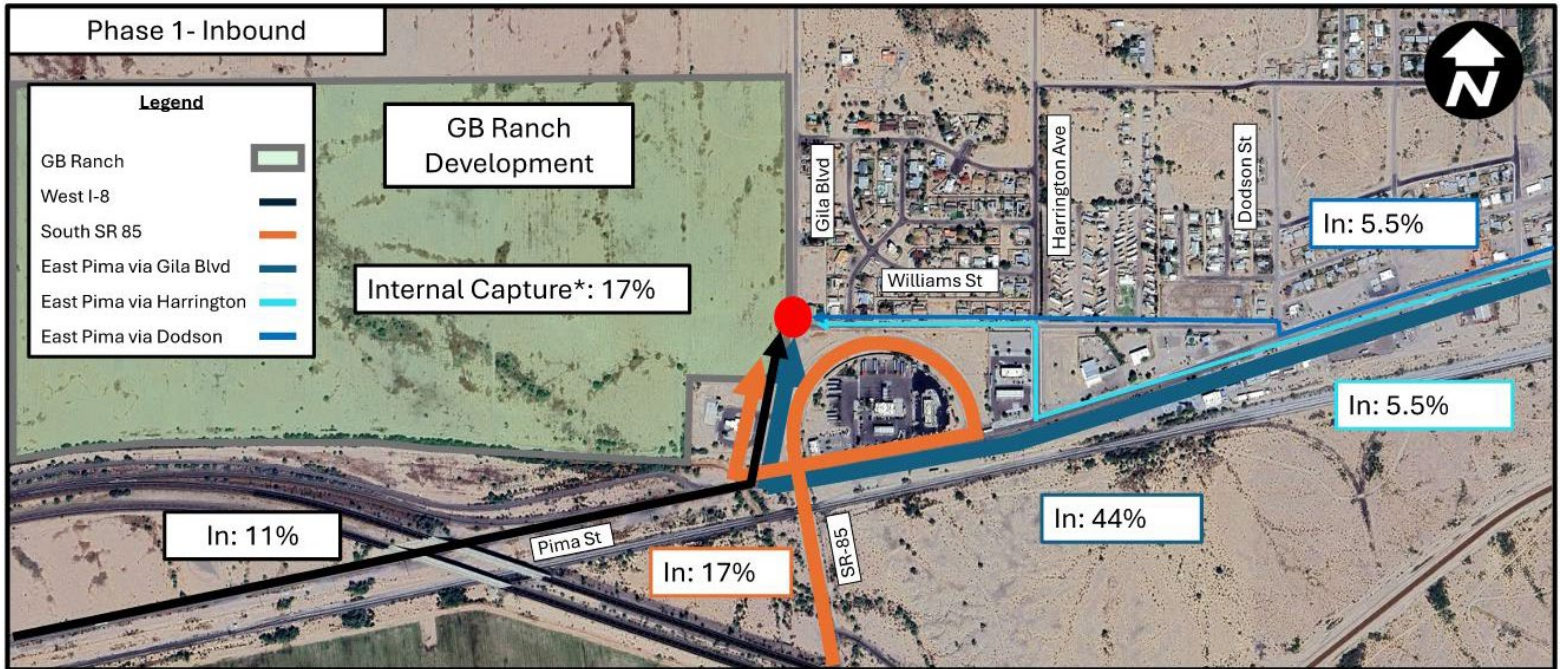 Phase 1- Inbound
Legend
GB Ranch
West I-8
South SR 85
East Pima via Gila Blvd
East Pima via Harrington
East Pima via Dodson
GB Ranch
Development
Internal Capture*: 17%
Gila Blvd
Harrington Ave
Dodson St
Williams St
N
In: 5.5%
In: 5.5%
In: 44%
In: 11%
Pima St
In: 17%
SR-85